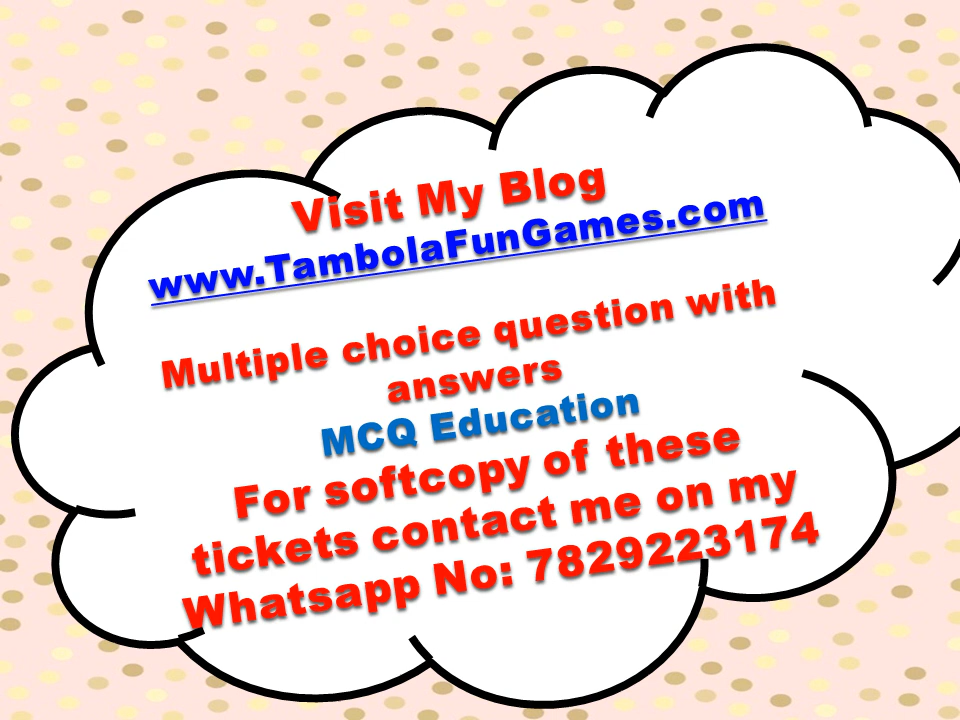 Visit My Blog
www.TambolaFunGames.com
Multiple choice question with
answers
MCQ Education
For softcopy of these
tickets contact me on my
Whatsapp No: 7829223174